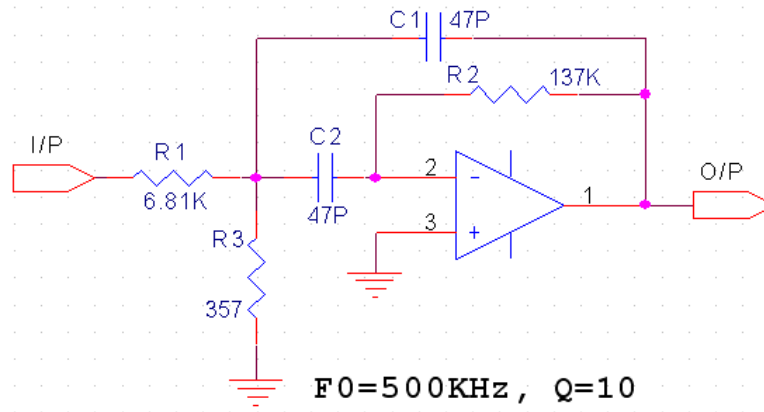 C1 47P
R2 137K
I/P
R1
6.81K
C2
47P
2
3
1
O/P
R3
357
F0=500KHz, Q=10